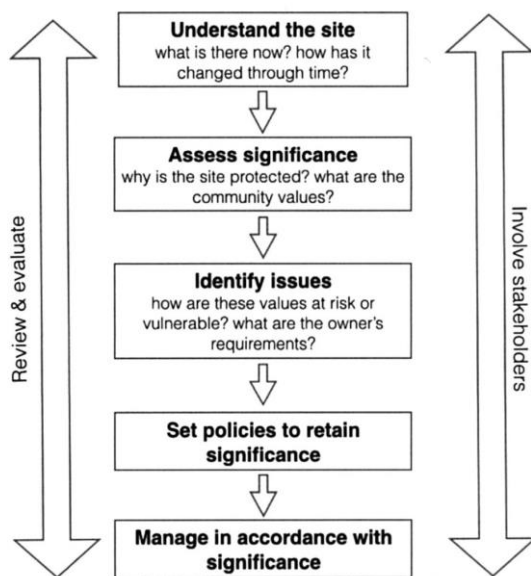 Understand the site
what is there now? how has it
changed through time?
Assess significance
why is the site protected? what are the
community values?
Identify issues
how are these values at risk or
vulnerable? what are the owner's
requirements?
Set policies to retain
significance
Manage in accordance with
significance
Review & evaluate
Involve stakeholders